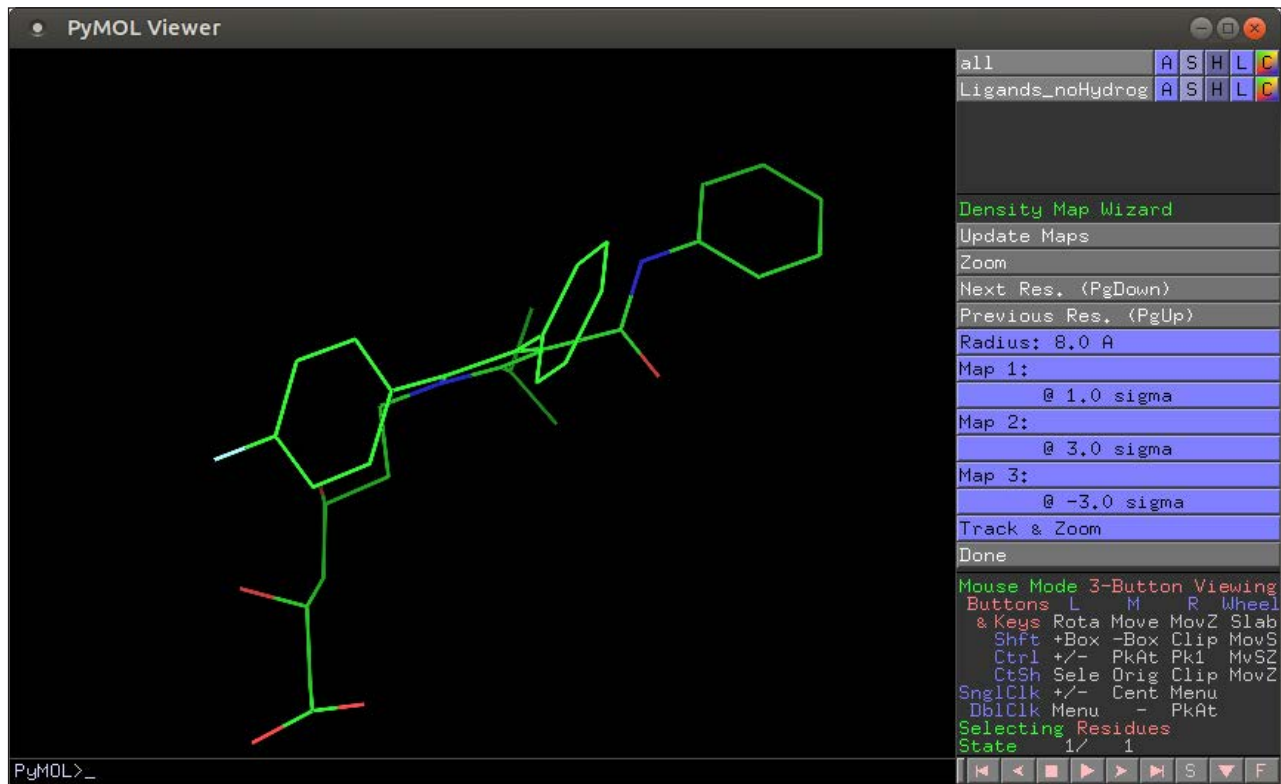 PyMOL Viewer
all A S H L C
Ligands_noHydrog A S H L C
Density Map Wizard
Update Maps
Zoom
Next Res. (PgDown)
Previous Res. (PgUp)
Radius: 8.0 A
Map 1:
@ 1.0 sigma
Map 2:
@ 3.0 sigma
Map 3:
@ -3.0 sigma
Track & Zoom
Done
Mouse Mode 3-Button Viewing
Buttons L M R Wheel
& Keys Rota Move MovZ Slab
Shft +Box -Box Clip MovS
Ctrl +/- PkAt Pk1 MvSZ
CtSh Sele Orig Clip MovZ
SnglClk +/- Cent Menu
DblClk Menu - PkAt
Selecting Residues
State 1/ 1
PyMOL>_
S F